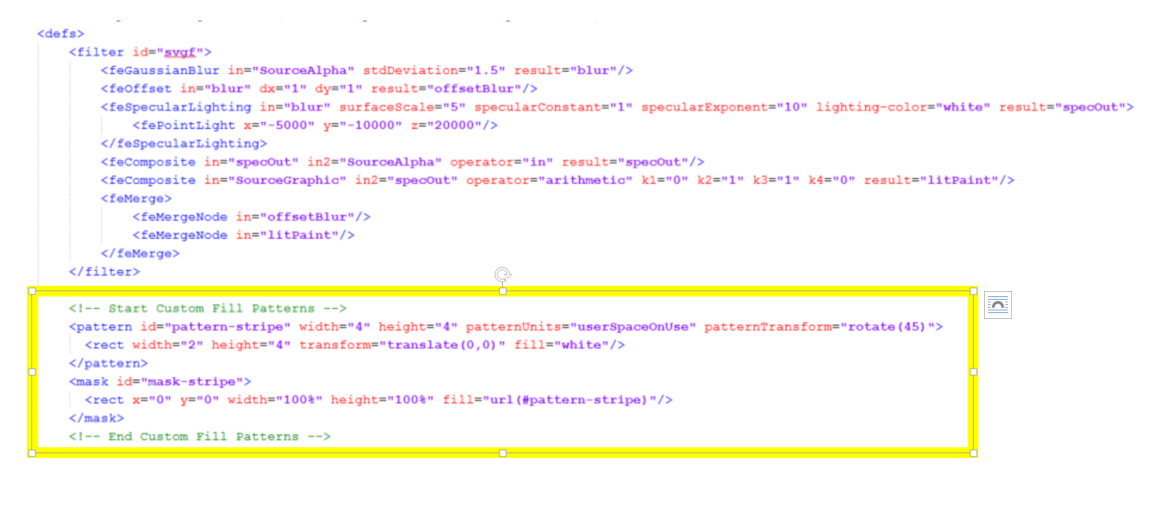 <defs>
<filter id="svgf">
<feGaussianBlur in="SourceAlpha" stdDeviation="1.5" result="blur"/>
<feOffset in="blur" dx="1" dy="1" result="offsetBlur"/>
<feSpecularLighting in="blur" surfaceScale="5" specularConstant="1" specularExponent="10" lighting-color="white" result="specOut">
<fePointLight x="-5000" y="-10000" z="20000"/>
</feSpecularLighting>
<feComposite in="specOut" in2="SourceAlpha" operator="in" result="specOut"/>
<feComposite in="SourceGraphic" in2="specOut" operator="arithmetic" k1="0" k2="1" k3="1" k4="0" result="litPaint"/>
<feMerge>
<feMergeNode in="offsetBlur"/>
<feMergeNode in="litPaint"/>
</feMerge>
</filter>
<!-- Start Custom Fill Patterns -->
<pattern id="pattern-stripe" width="4" height="4" patternUnits="userSpaceOnUse" patternTransform="rotate(45)">
<rect width="2" height="4" transform="translate(0,0)" fill="white"/>
</pattern>
<mask id="mask-stripe">
<rect x="0" y="0" width="100%" height="100%" fill="url(#pattern-stripe)"/>
</mask>
<!-- End Custom Fill Patterns -->